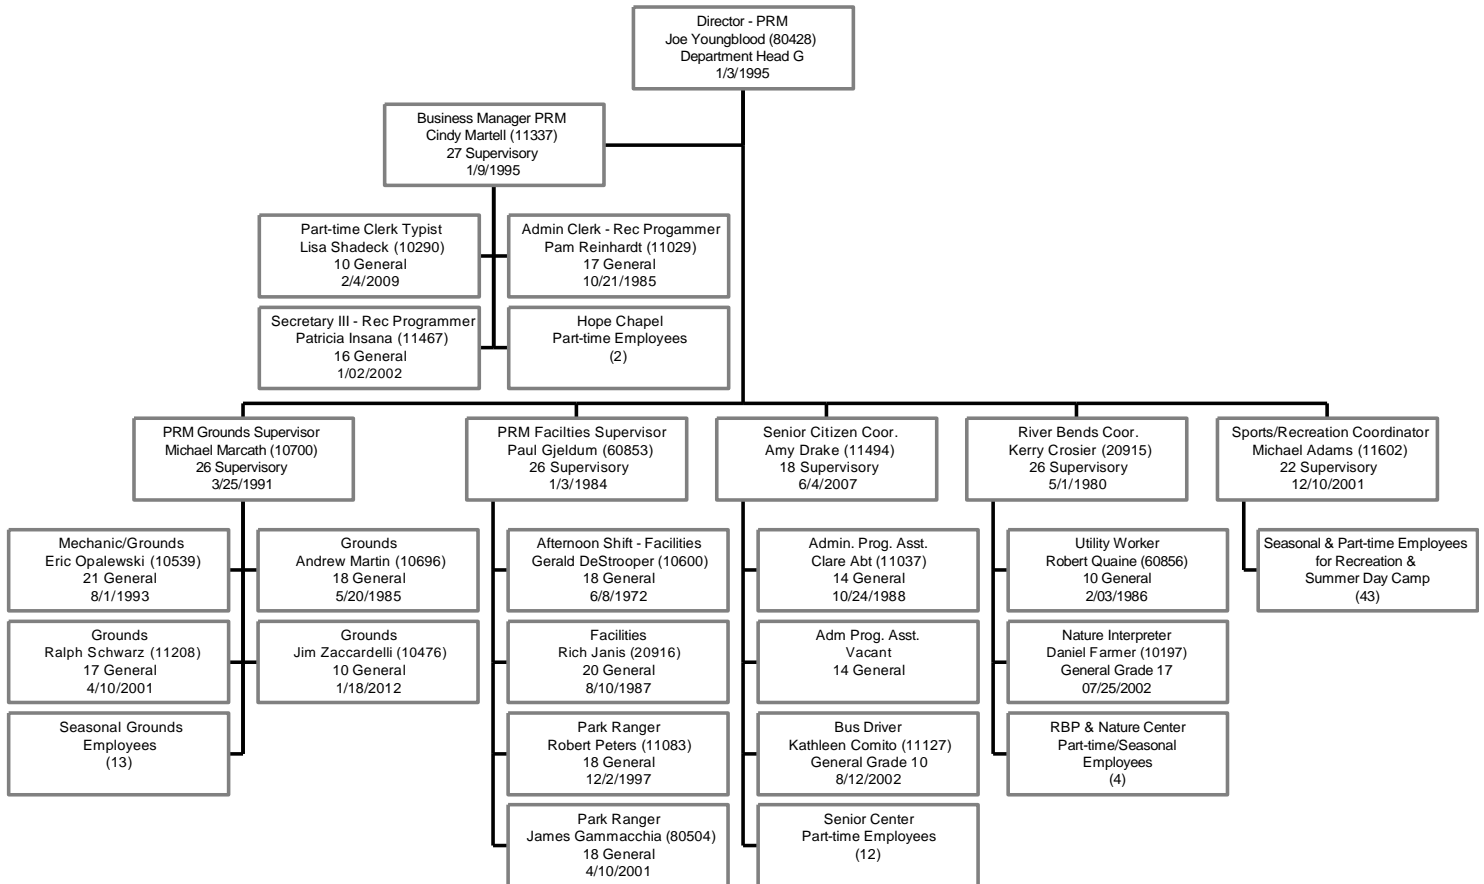 Director - PRM
Joe Youngblood (80428)
Department Head G
1/3/1995
Business Manager PRM
Cindy Martell (11337)
27 Supervisory
1/9/1995
Part-time Clerk Typist
Lisa Shadeck (10290)
10 General
2/4/2009
Admin Clerk - Rec Progammer
Pam Reinhardt (11029)
17 General
10/21/1985
Secretary III - Rec Programmer
Patricia Insana (11467)
16 General
1/02/2002
Hope Chapel
Part-time Employees
(2)
PRM Grounds Supervisor
Michael Marcath (10700)
26 Supervisory
3/25/1991
PRM Facilties Supervisor
Paul Gjeldum (60853)
26 Supervisory
1/3/1984
Senior Citizen Coor.
Amy Drake (11494)
18 Supervisory
6/4/2007
River Bends Coor.
Kerry Crosier (20915)
26 Supervisory
5/1/1980
Sports/Recreation Coordinator
Michael Adams (11602)
22 Supervisory
12/10/2001
Mechanic/Grounds
Eric Opalewski (10539)
21 General
8/1/1993
Grounds
Andrew Martin (10696)
18 General
5/20/1985
Afternoon Shift - Facilities
Gerald DeStrooper (10600)
18 General
6/8/1972
Admin. Prog. Asst.
Clare Abt (11037)
14 General
10/24/1988
Utility Worker
Robert Quaine (60856)
10 General
2/03/1986
Seasonal & Part-time Employees
for Recreation &
Summer Day Camp
(43)
Grounds
Ralph Schwarz (11208)
17 General
4/10/2001
Grounds
Jim Zaccardelli (10476)
10 General
1/18/2012
Facilities
Rich Janis (20916)
20 General
8/10/1987
Adm Prog. Asst.
Vacant
14 General
Nature Interpreter
Daniel Farmer (10197)
General Grade 17
07/25/2002
Seasonal Grounds
Employees
(13)
Park Ranger
Robert Peters (11083)
18 General
12/2/1997
Bus Driver
Kathleen Comito (11127)
General Grade 10
8/12/2002
RBP & Nature Center
Part-time/Seasonal
Employees
(4)
Park Ranger
James Gammacchia (80504)
18 General
4/10/2001
Senior Center
Part-time Employees
(12)